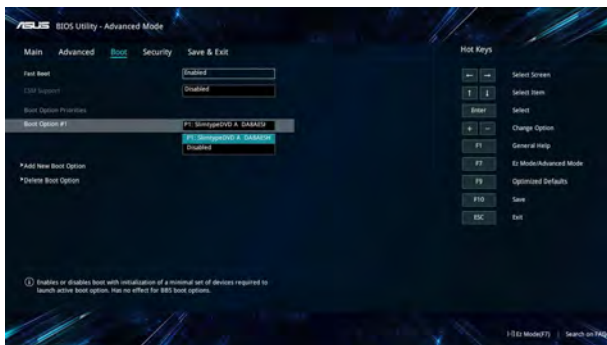 ASUS BIOS Utility - Advanced Mode
Main Advanced Boot Security Save & Exit
Hot Keys
Fast Boot Enabled
CSM Support Disabled
Boot Option Priorities
Boot Option #1 P1: SlimtypeDVD A DA8AESH
P1: SlimtypeDVD A DA8AESH
Disabled
Add New Boot Option
Delete Boot Option
← → Select Screen
↑ ↓ Select Item
Enter Select
+ - Change Option
F1 General Help
F7 Ez Mode/Advanced Mode
F9 Optimized Defaults
F10 Save
ESC Exit
Enables or disables boot with initialization of a minimal set of devices required to
launch active boot option. Has no effect for BBS boot options.
Ez Mode(F7) | Search on FAQ